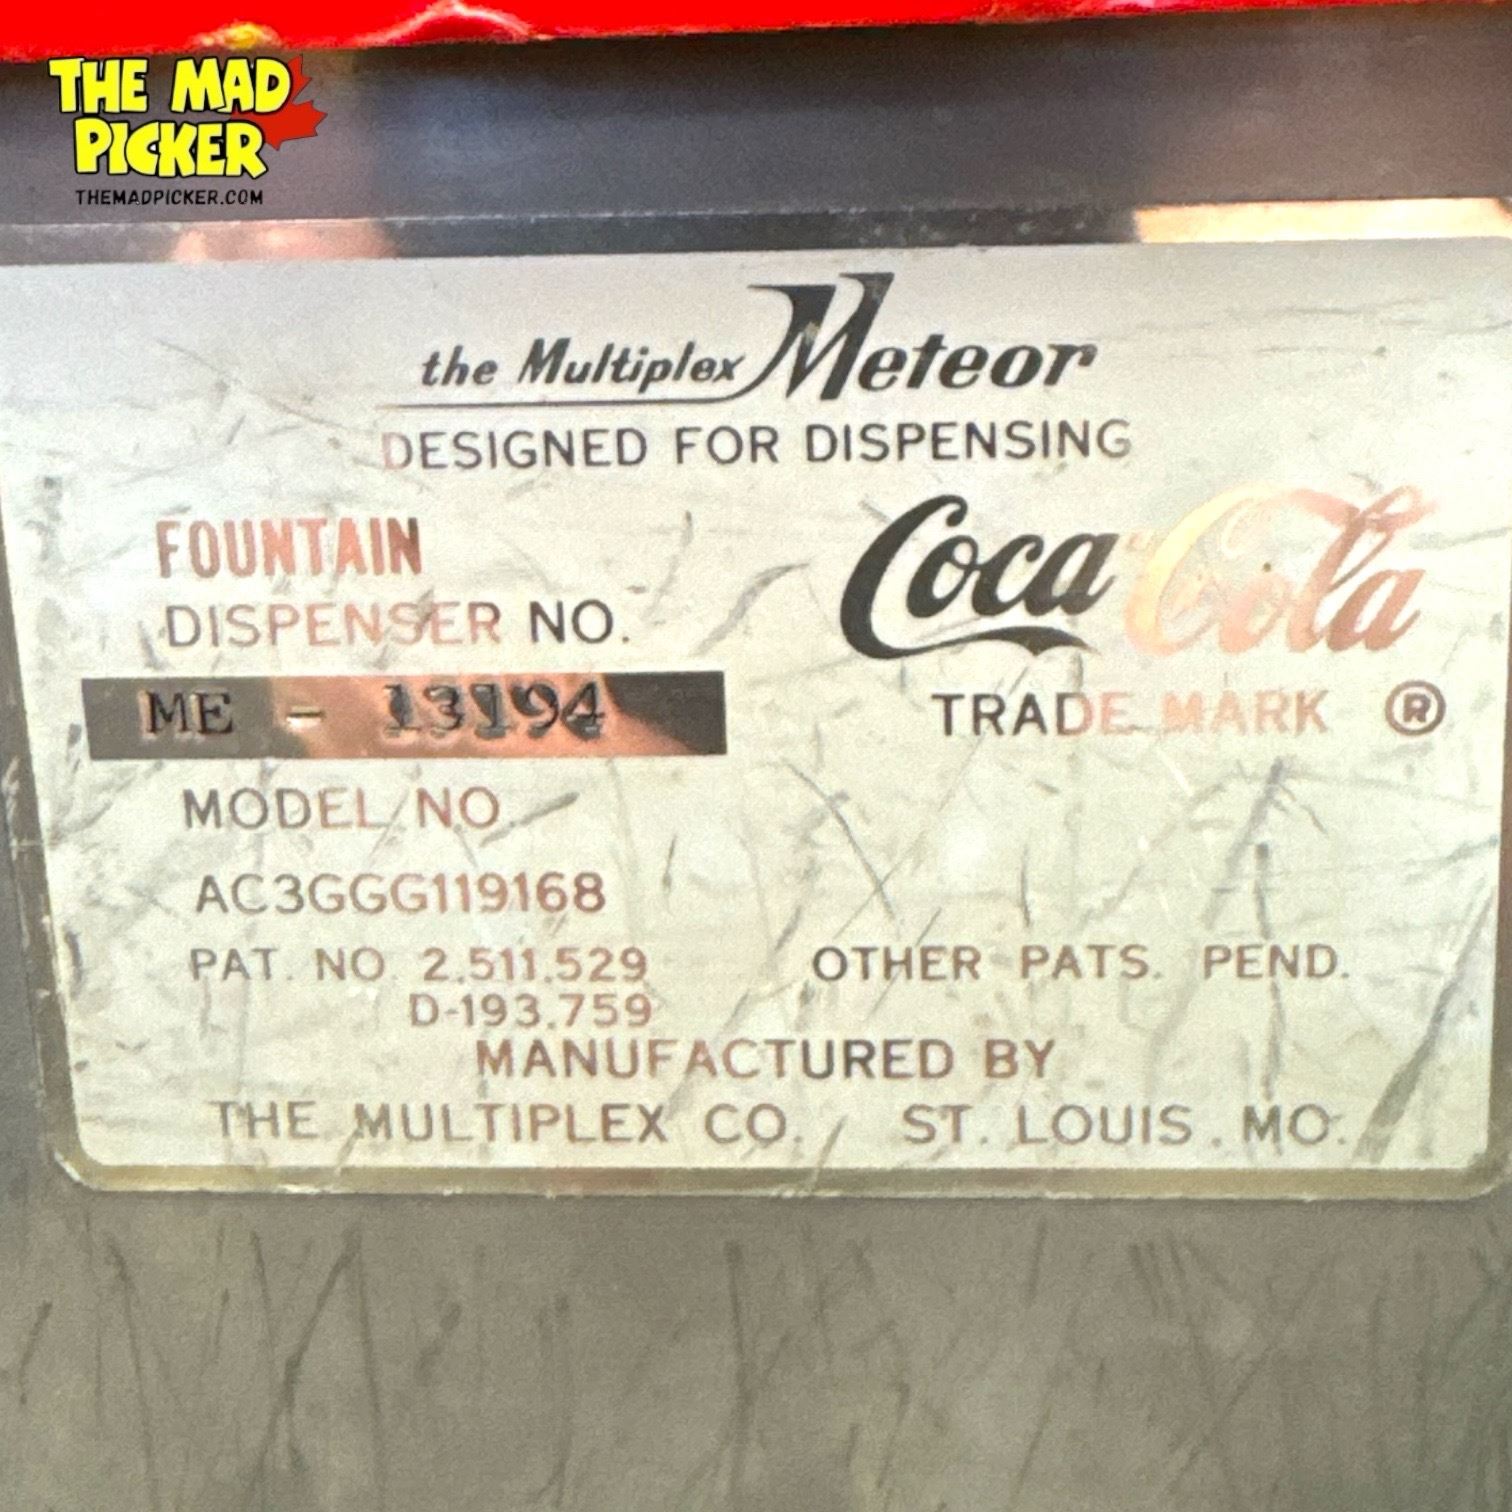 THE MAD
PICKER
THEMADPICKER.COM
the Multiplex Meteor
DESIGNED FOR DISPENSING
FOUNTAIN
DISPENSER NO.
Coca-Cola
TRADE MARK ®
ME - 13194
MODEL NO.
AC3GGG119168
PAT. NO. 2,511,529
D-193,759
OTHER PATS. PEND.
MANUFACTURED BY
THE MULTIPLEX CO. ST. LOUIS, MO.